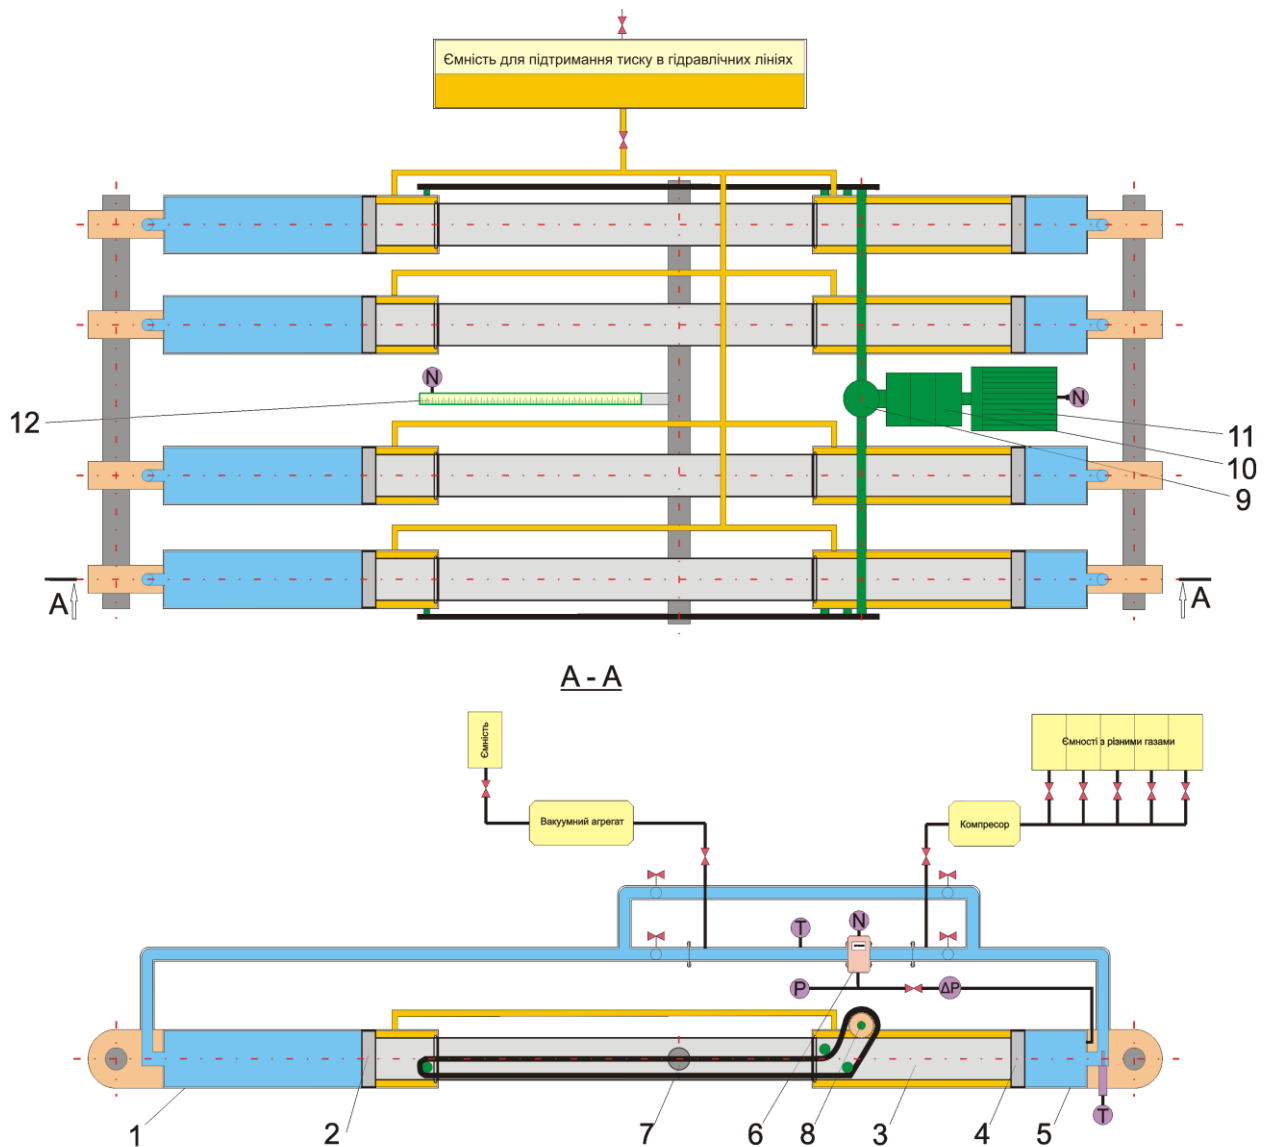 Ємність для підтримання тиску в гідравлічних лініях
N
N
12
11
10
9
A
A
A - A
Ємність
Ємності з різними газами
Вакуумний агрегат
Компресор
T
N
P
ΔP
T
1
2
7
6
8
3
4
5